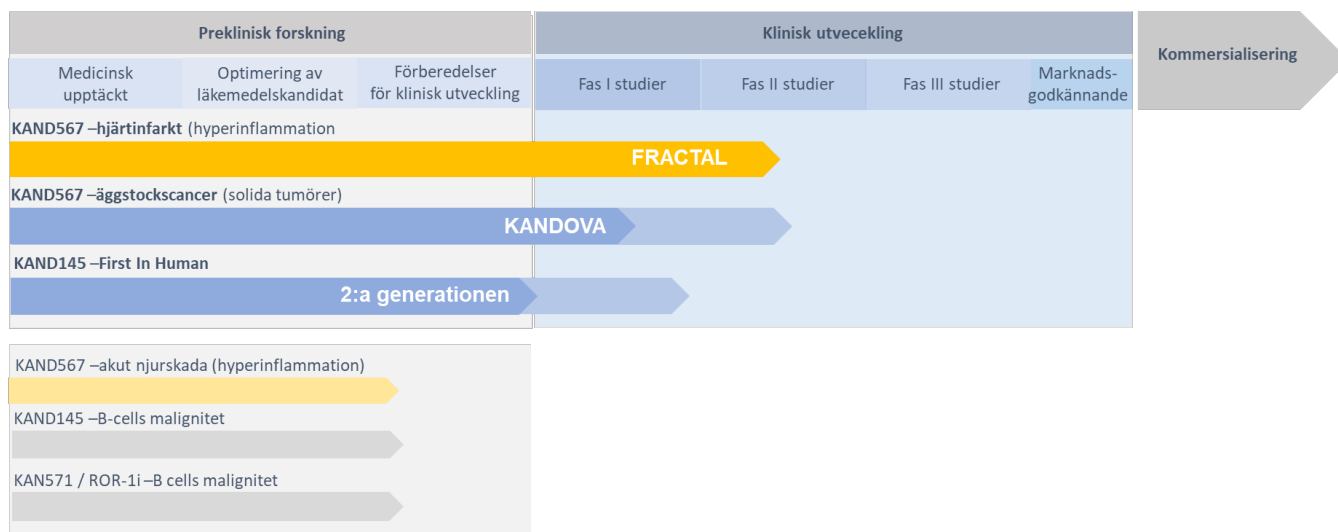 Preklinisk forskning
Klinisk utvecekling
Kommersialisering
Medicinsk
upptäckt
Optimering av
läkemedelskandidat
Förberedelser
för klinisk utveckling
Fas I studier
Fas II studier
Fas III studier
Marknads-
godkännande
KAND567 –hjärtinfarkt (hyperinflammation
FRACTAL
KAND567 –äggstockscancer (solida tumörer)
KANDOVA
KAND145 –First In Human
2:a generationen
KAND567 –akut njurskada (hyperinflammation)
KAND145 –B-cells malignitet
KAN571 / ROR-1i –B cells malignitet